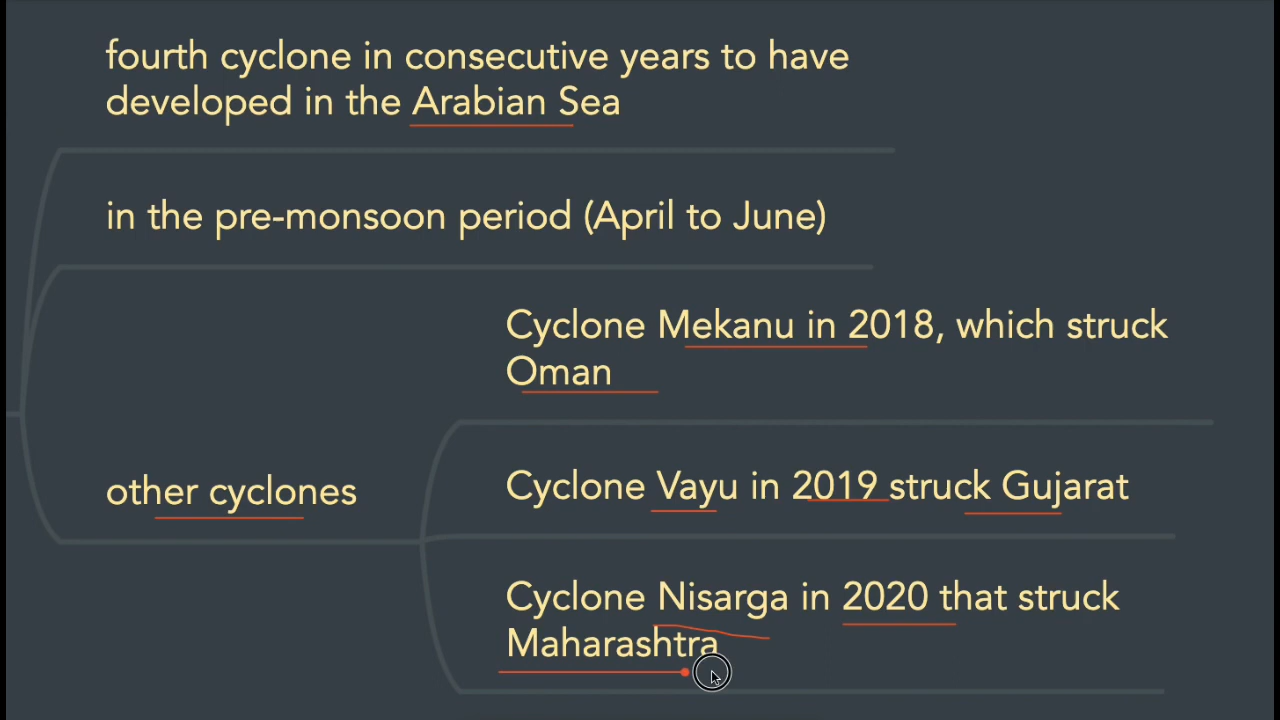 fourth cyclone in consecutive years to have
developed in the Arabian Sea
in the pre-monsoon period (April to June)
other cyclones
Cyclone Mekanu in 2018, which struck
Oman
Cyclone Vayu in 2019 struck Gujarat
Cyclone Nisarga in 2020 that struck
Maharashtra